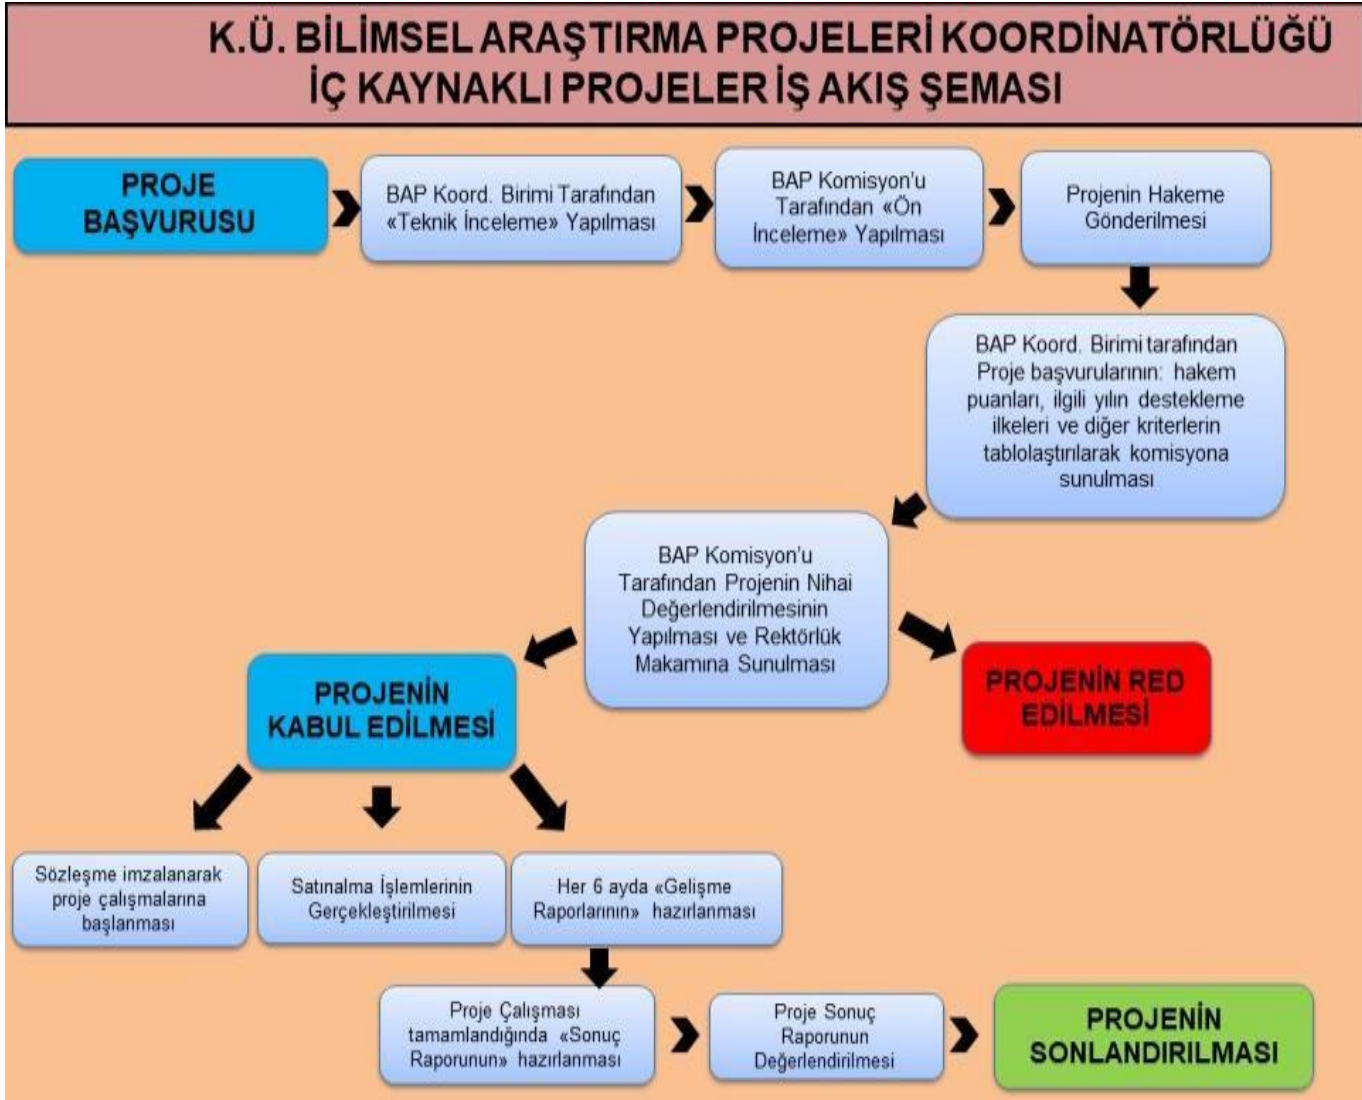 K.Ü. BİLİMSEL ARAŞTIRMA PROJELERİ KOORDİNATÖRLÜĞÜ
İÇ KAYNAKLI PROJELER İŞ AKIŞ ŞEMASI
PROJE
BAŞVURUSU
BAP Koord. Birimi Tarafından
«Teknik İnceleme» Yapılması
BAP Komisyon'u
Tarafından «Ön
İnceleme» Yapılması
Projenin Hakeme
Gönderilmesi
BAP Koord. Birimi tarafından
Proje başvurularının: hakem
puanları, ilgili yılın destekleme
ilkeleri ve diğer kriterlerin
tablolaştırılarak komisyona
sunulması
BAP Komisyon'u
Tarafından Projenin Nihai
Değerlendirilmesinin
Yapılması ve Rektörlük
Makamına Sunulması
PROJENİN
KABUL EDİLMESİ
PROJENİN RED
EDİLMESİ
Sözleşme imzalanarak
proje çalışmalarına
başlanması
Satınalma İşlemlerinin
Gerçekleştirilmesi
Her 6 ayda «Gelişme
Raporlarının» hazırlanması
Proje Çalışması
tamamlandığında «Sonuç
Raporunun» hazırlanması
Proje Sonuç
Raporunun
Değerlendirilmesi
PROJENİN
SONLANDIRILMASI